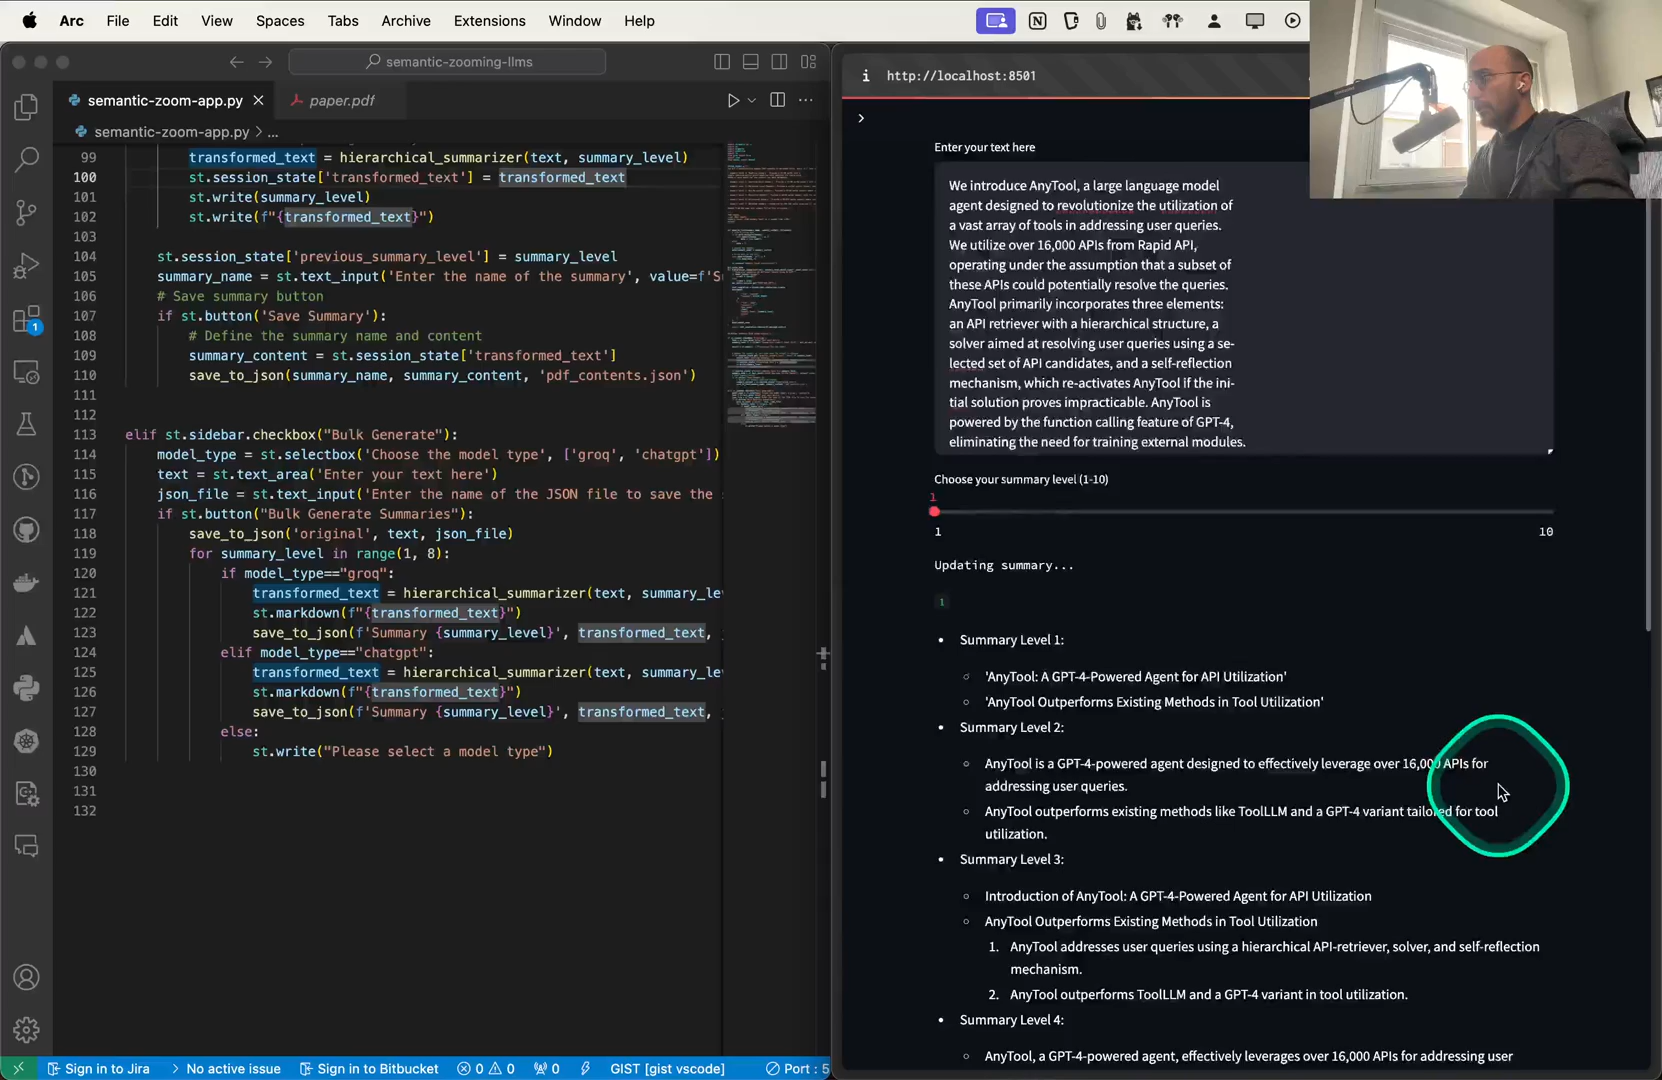 Arc File Edit View Spaces Tabs Archive Extensions Window Help
semantic-zooming-llms
semantic-zoom-app.py
paper.pdf
semantic-zoom-app.py > ...
99 transformed_text = hierarchical_summarizer(text, summary_level)
100 st.session_state['transformed_text'] = transformed_text
101 st.write(summary_level)
102 st.write(f"{transformed_text}")
103
104 st.session_state['previous_summary_level'] = summary_level
105 summary_name = st.text_input('Enter the name of the summary', value=f'Su
106 # Save summary button
107 if st.button('Save Summary'):
108 # Define the summary name and content
109 summary_content = st.session_state['transformed_text']
110 save_to_json(summary_name, summary_content, 'pdf_contents.json')
111
112
113 elif st.sidebar.checkbox("Bulk Generate"):
114 model_type = st.selectbox('Choose the model type', ['groq', 'chatgpt'])
115 text = st.text_area('Enter your text here')
116 json_file = st.text_input('Enter the name of the JSON file to save the
117 if st.button("Bulk Generate Summaries"):
118 save_to_json('original', text, json_file)
119 for summary_level in range(1, 8):
120 if model_type=="groq":
121 transformed_text = hierarchical_summarizer(text, summary_le
122 st.markdown(f"{transformed_text}")
123 save_to_json(f'Summary {summary_level}', transformed_text,
124 elif model_type=="chatgpt":
125 transformed_text = hierarchical_summarizer(text, summary_le
126 st.markdown(f"{transformed_text}")
127 save_to_json(f'Summary {summary_level}', transformed_text,
128 else:
129 st.write("Please select a model type")
130
131
132
1
Sign in to Jira > No active issue Sign in to Bitbucket 0 0 0 GIST [gist vscode] Port : 5
http://localhost:8501
Enter your text here
We introduce AnyTool, a large language model
agent designed to revolutionize the utilization of
a vast array of tools in addressing user queries.
We utilize over 16,000 APIs from Rapid API,
operating under the assumption that a subset of
these APIs could potentially resolve the queries.
AnyTool primarily incorporates three elements:
an API retriever with a hierarchical structure, a
solver aimed at resolving user queries using a se-
lected set of API candidates, and a self-reflection
mechanism, which re-activates AnyTool if the ini-
tial solution proves impracticable. AnyTool is
powered by the function calling feature of GPT-4,
eliminating the need for training external modules.
Choose your summary level (1-10)
1
1 10
Updating summary...
1
• Summary Level 1:
◦ 'AnyTool: A GPT-4-Powered Agent for API Utilization'
◦ 'AnyTool Outperforms Existing Methods in Tool Utilization'
• Summary Level 2:
◦ AnyTool is a GPT-4-powered agent designed to effectively leverage over 16,000 APIs for
addressing user queries.
◦ AnyTool outperforms existing methods like ToolLLM and a GPT-4 variant tailored for tool
utilization.
• Summary Level 3:
◦ Introduction of AnyTool: A GPT-4-Powered Agent for API Utilization
◦ AnyTool Outperforms Existing Methods in Tool Utilization
1. AnyTool addresses user queries using a hierarchical API-retriever, solver, and self-reflection
mechanism.
2. AnyTool outperforms ToolLLM and a GPT-4 variant in tool utilization.
• Summary Level 4:
◦ AnyTool, a GPT-4-powered agent, effectively leverages over 16,000 APIs for addressing user